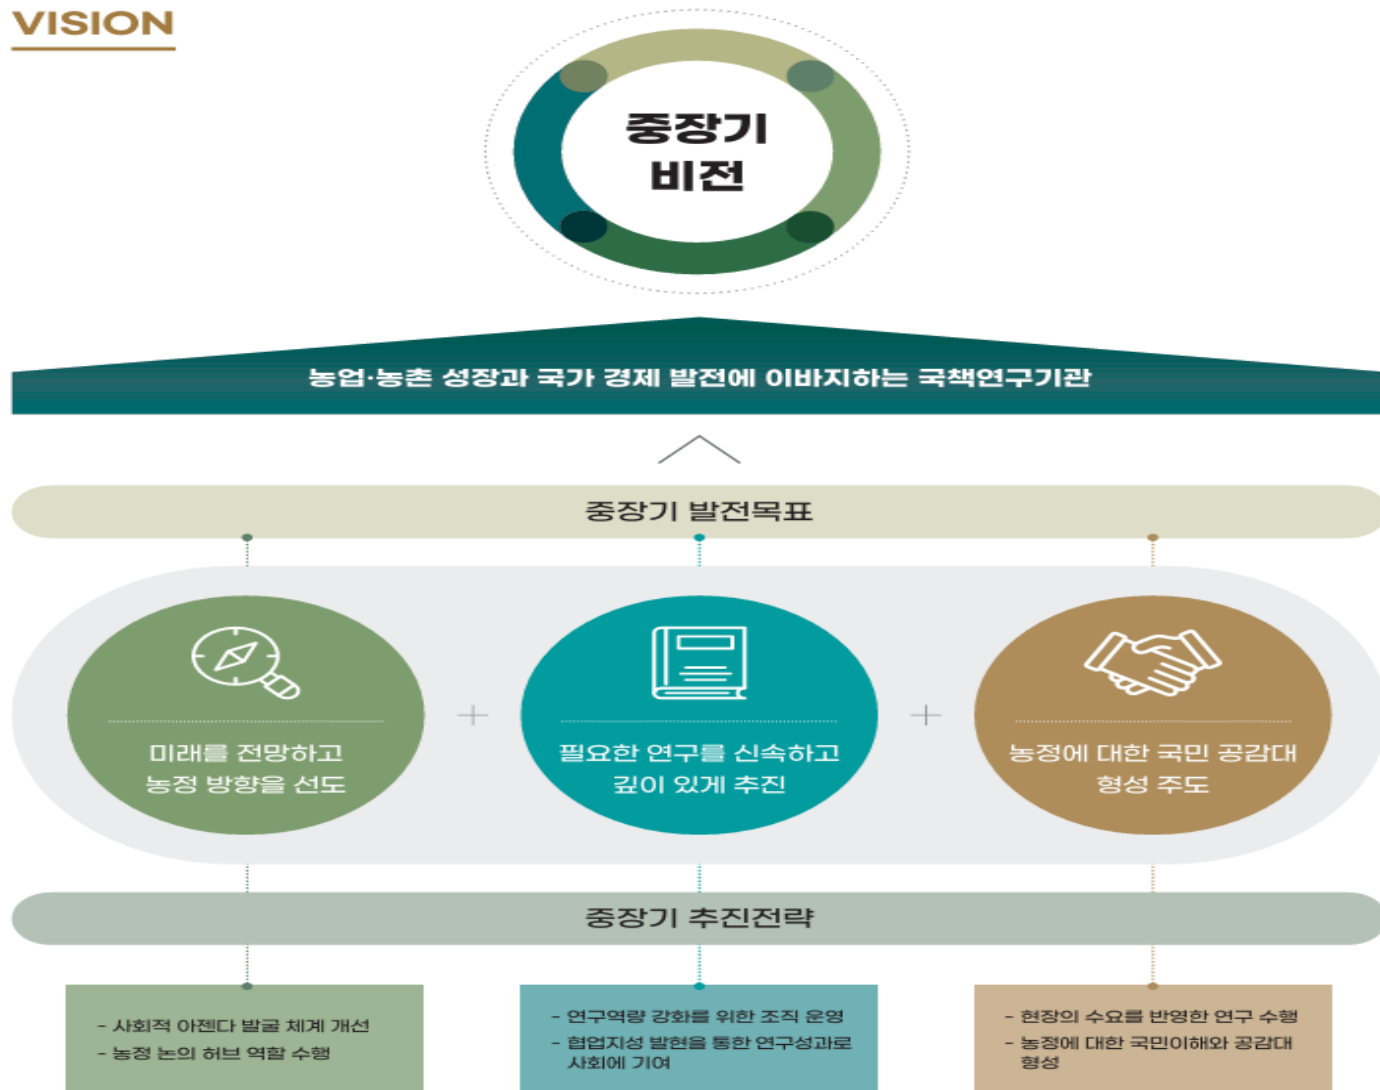 VISION
중장기
비전
농업·농촌 성장과 국가 경제 발전에 이바지하는 국책연구기관
중장기 발전목표
미래를 전망하고
농정 방향을 선도
필요한 연구를 신속하고
깊이 있게 추진
농정에 대한 국민 공감대
형성 주도
중장기 추진전략
- 사회적 아젠다 발굴 체계 개선
- 농정 논의 허브 역할 수행
- 연구역량 강화를 위한 조직 운영
- 협업지성 발현을 통한 연구성과로
사회에 기여
- 현장의 수요를 반영한 연구 수행
- 농정에 대한 국민이해와 공감대
형성